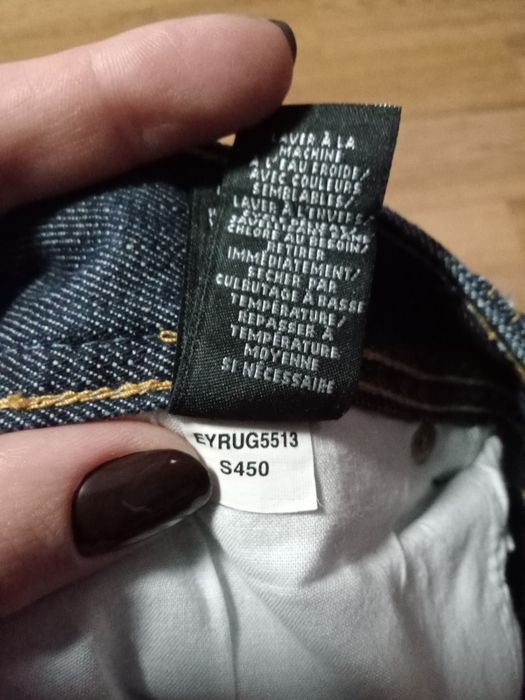 LAVER À LA
MACHINE
À L'EAU FROIDE/
AVEC COULEURS
SEMBLABLES/
LAVER À L'ENVERS/
CHLORE AU BESOIN/
RETIRER
IMMÉDIATEMENT/
SÉCHER PAR
CULBUTAGE À BASSE
TEMPÉRATURE/
REPASSER À
TEMPÉRATURE
MOYENNE
SI NÉCESSAIRE
EYRUG5513
S450